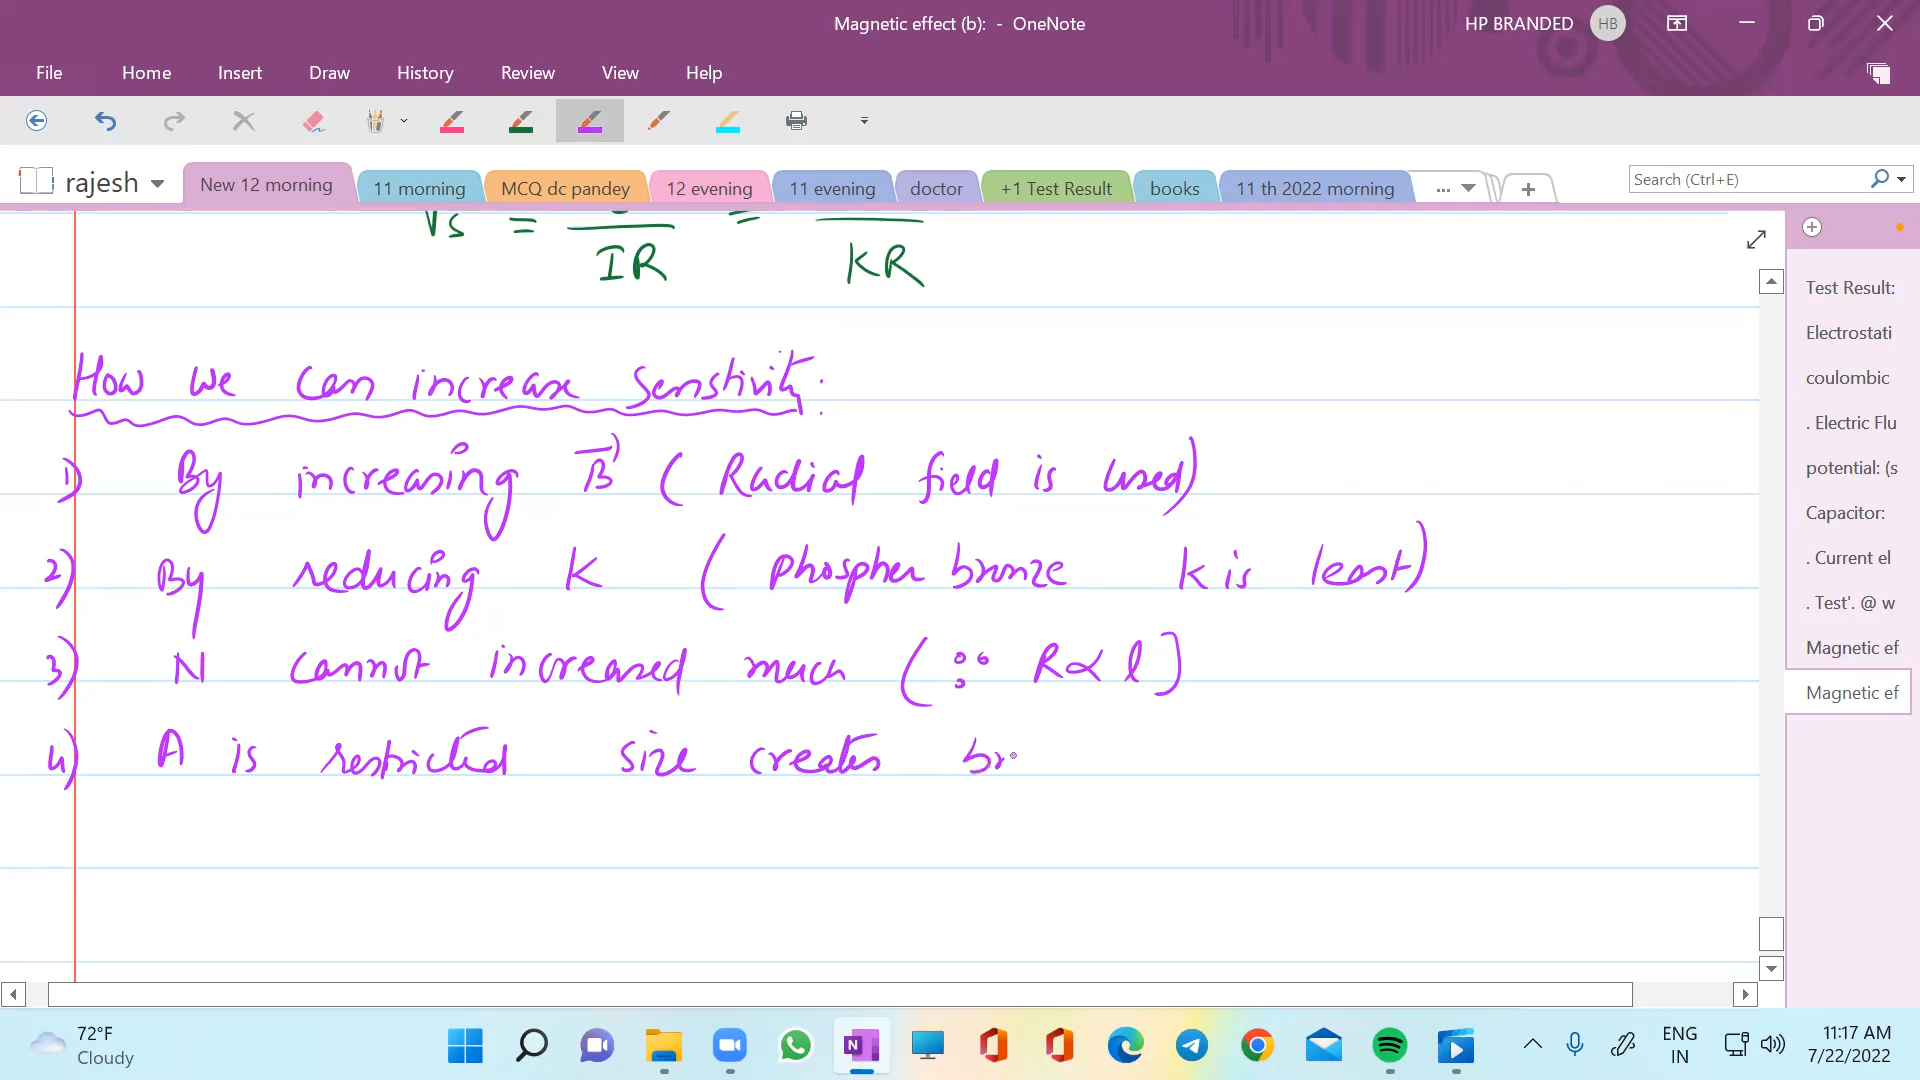 Magnetic effect (b): - OneNote
HP BRANDED HB
File Home Insert Draw History Review View Help
rajesh New 12 morning 11 morning MCQ dc pandey 12 evening 11 evening doctor +1 Test Result books 11 th 2022 morning ... Search (Ctrl+E)
Vs = =
IR KR
How we can increase Senstivity:
1) By increasing B⃗ (Radial field is used)
2) By reducing K (phospher bronze K is least)
3) N cannot increased much (∵ R∝ l]
4) A is restricted size creates br
Test Result:
Electrostati
coulombic
. Electric Flu
potential: (s
Capacitor:
. Current el
. Test'. @ w
Magnetic ef
Magnetic ef
72°F
Cloudy
ENG
IN
11:17 AM
7/22/2022